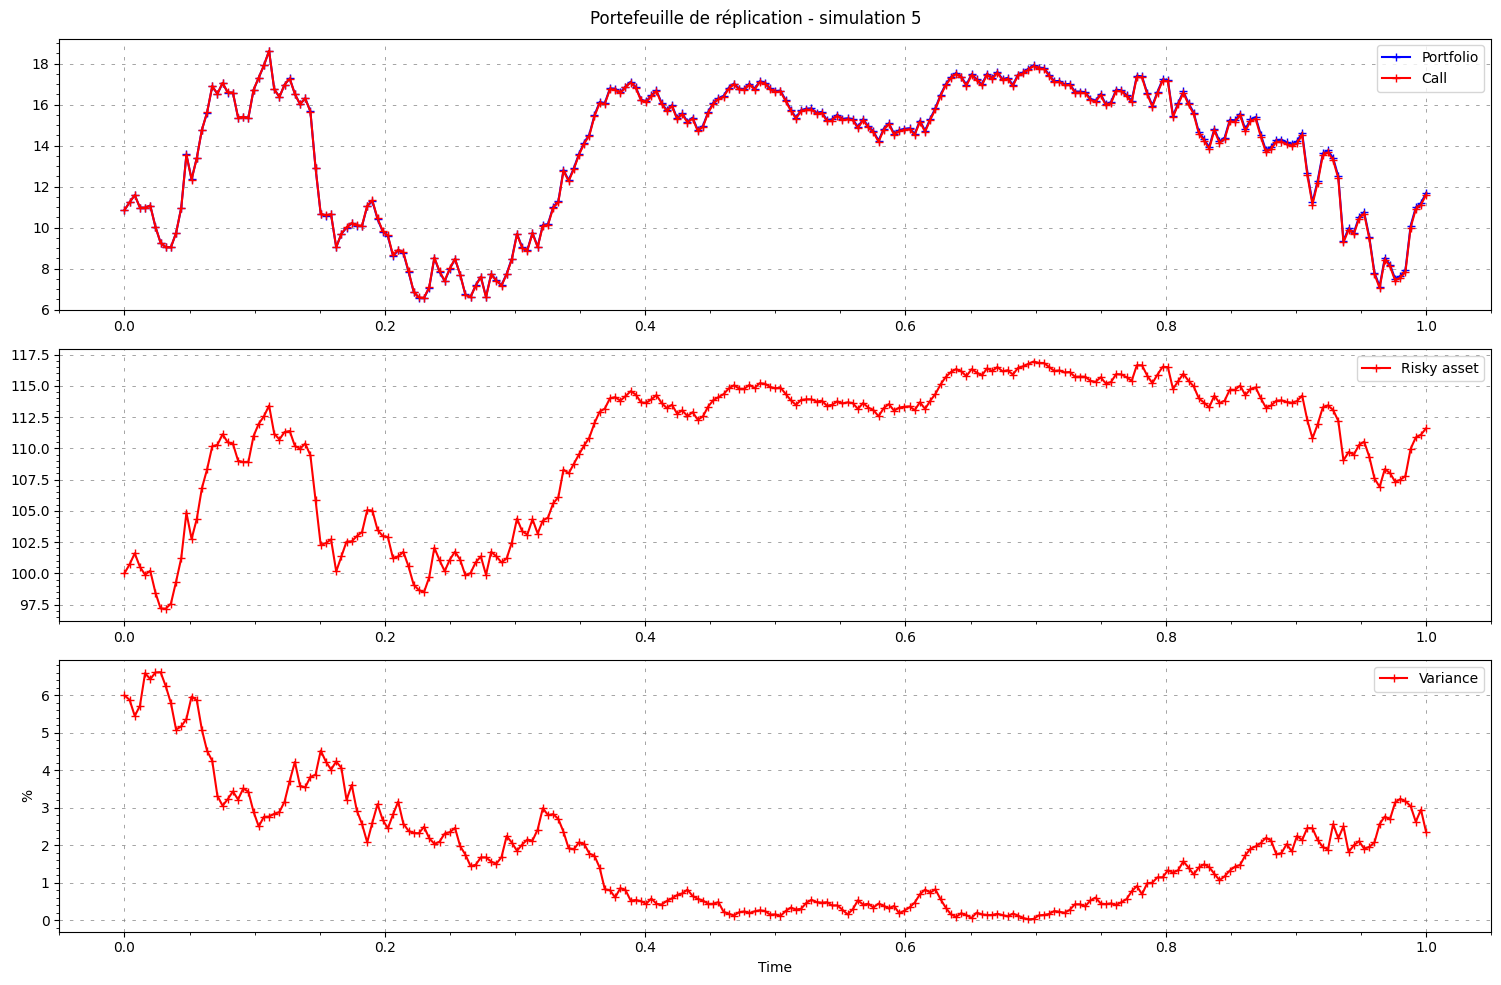 Portefeuille de réplication - simulation 5
18
16
14
12
10
8
6
Portfolio
Call
0.0 0.2 0.4 0.6 0.8 1.0
117.5
115.0
112.5
110.0
107.5
105.0
102.5
100.0
97.5
Risky asset
0.0 0.2 0.4 0.6 0.8 1.0
%
6
5
4
3
2
1
0
Variance
0.0 0.2 0.4 0.6 0.8 1.0
Time